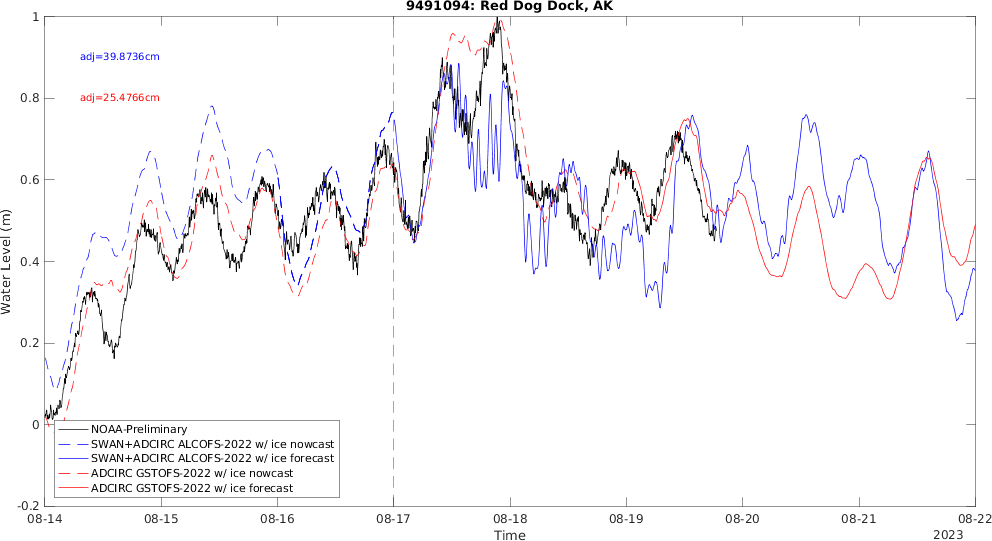 9491094: Red Dog Dock, AK
adj=39.8736cm
adj=25.4766cm
Water Level (m)
1
0.8
0.6
0.4
0.2
0
-0.2
NOAA-Preliminary
SWAN+ADCIRC ALCOFS-2022 w/ ice nowcast
SWAN+ADCIRC ALCOFS-2022 w/ ice forecast
ADCIRC GSTOFS-2022 w/ ice nowcast
ADCIRC GSTOFS-2022 w/ ice forecast
08-14 08-15 08-16 08-17 08-18 08-19 08-20 08-21 08-22
Time
2023